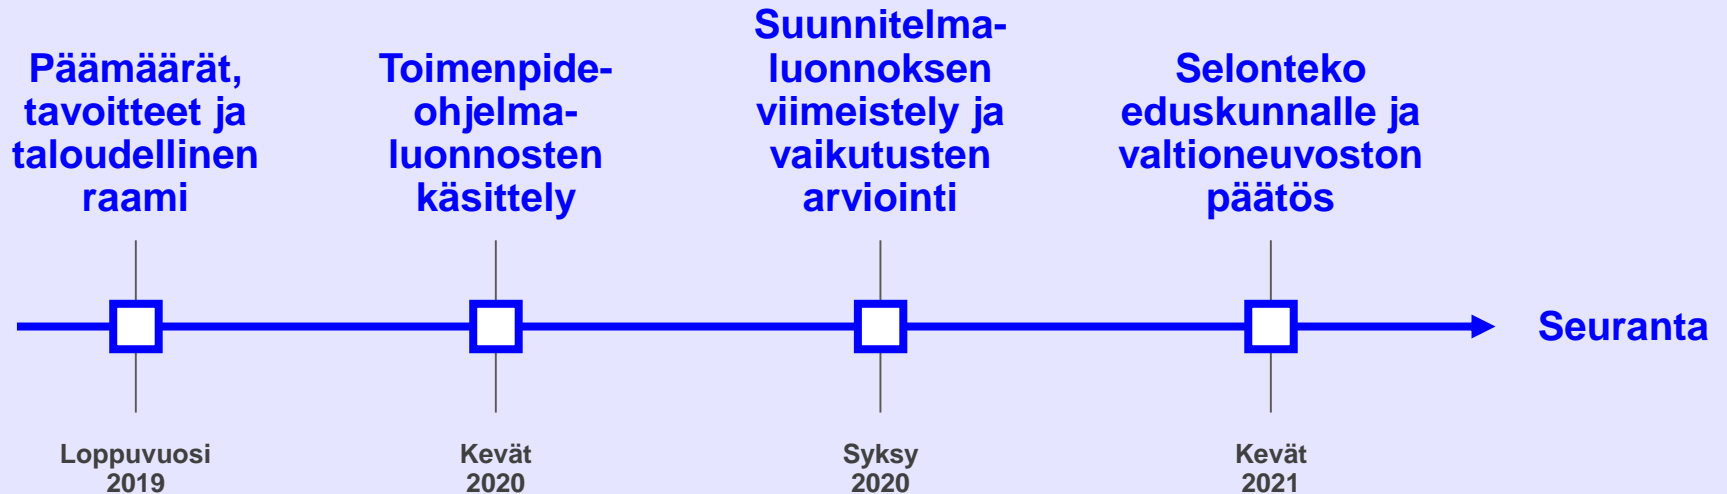 Päämäärät,
tavoitteet ja
taloudellinen
raami
Toimenpide-
ohjelma-
luonnosten
käsittely
Suunnitelma-
luonnoksen
viimeistely ja
vaikutusten
arviointi
Selonteko
eduskunnalle ja
valtioneuvoston
päätös
Seuranta
Loppuvuosi
2019
Kevät
2020
Syksy
2020
Kevät
2021